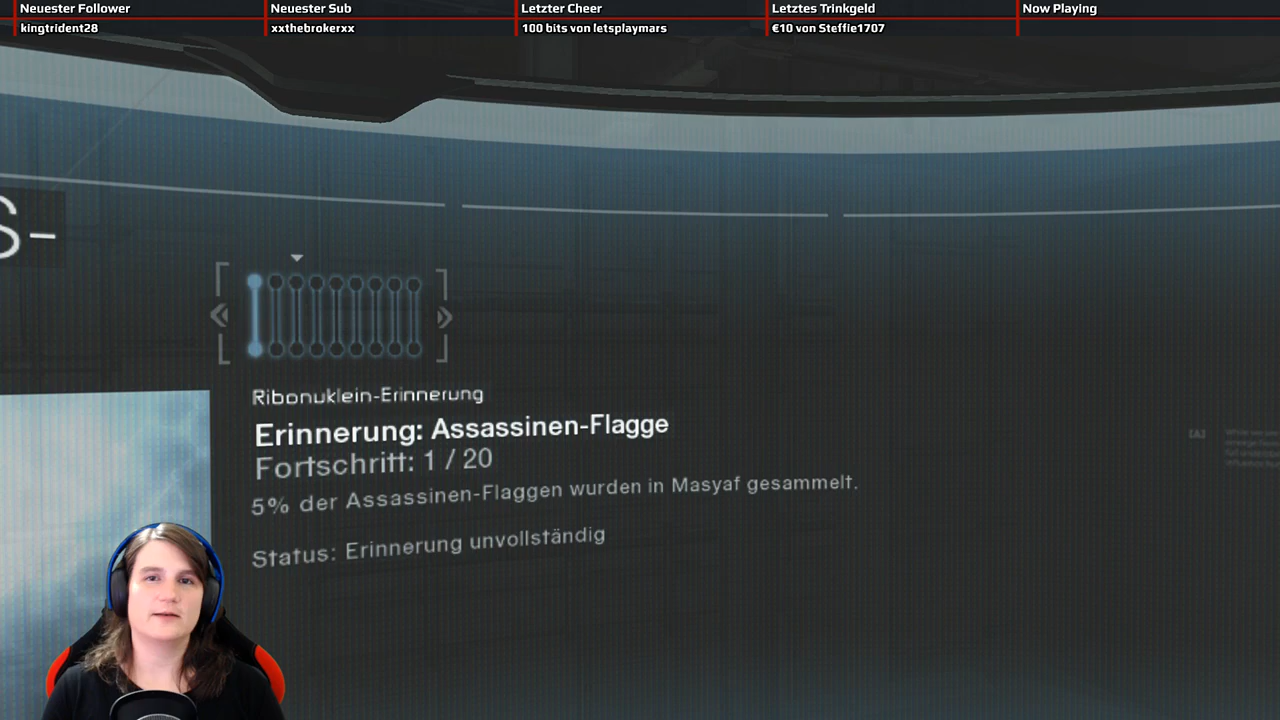 Neuester Follower
kingtrident28
Neuester Sub
xxthebrokerxx
Letzter Cheer
100 bits von letsplaymars
Letztes Trinkgeld
€10 von Steffie1707
Now Playing
S-
Ribonuklein-Erinnerung
Erinnerung: Assassinen-Flagge
Fortschritt: 1 / 20
5% der Assassinen-Flaggen wurden in Masyaf gesammelt.
Status: Erinnerung unvollständig
[A]